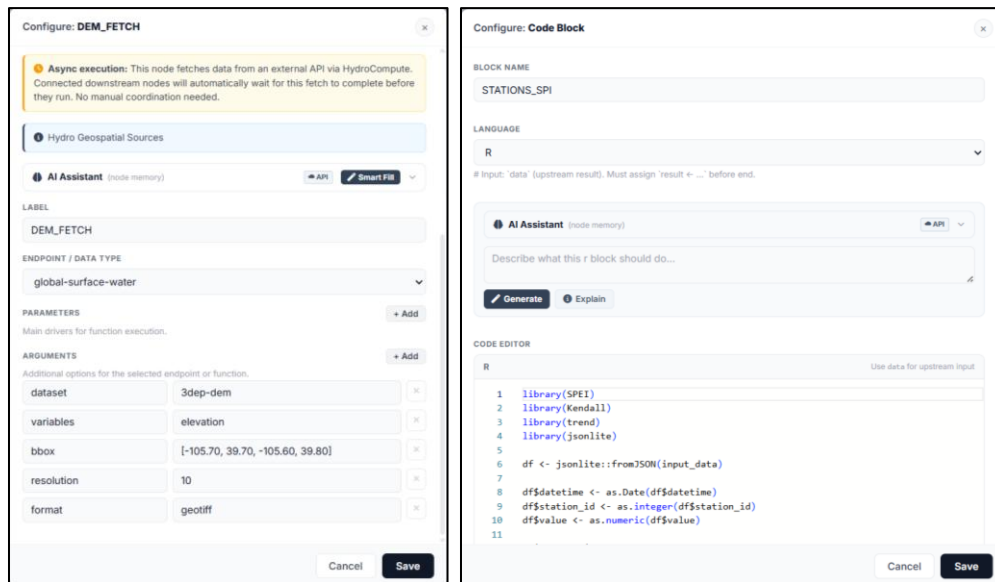 Configure: DEM_FETCH
×
Async execution: This node fetches data from an external API via HydroCompute.
Connected downstream nodes will automatically wait for this fetch to complete before
they run. No manual coordination needed.
Hydro Geospatial Sources
AI Assistant (node memory)
API
Smart Fill
LABEL
DEM_FETCH
ENDPOINT / DATA TYPE
global-surface-water
PARAMETERS
+ Add
Main drivers for function execution.
ARGUMENTS
+ Add
Additional options for the selected endpoint or function.
dataset 3dep-dem ×
variables elevation ×
bbox [-105.70, 39.70, -105.60, 39.80] ×
resolution 10 ×
format geotiff ×
Cancel Save
Configure: Code Block
×
BLOCK NAME
STATIONS_SPI
LANGUAGE
R
# Input: `data` (upstream result). Must assign `result ← ...` before end.
AI Assistant (node memory)
API
Describe what this r block should do...
Generate Explain
CODE EDITOR
R Use data for upstream input
1 library(SPEI)
2 library(Kendall)
3 library(trend)
4 library(jsonlite)
5
6 df <- jsonlite::fromJSON(input_data)
7
8 df$datetime <- as.Date(df$datetime)
9 df$station_id <- as.integer(df$station_id)
10 df$value <- as.numeric(df$value)
11
Cancel Save